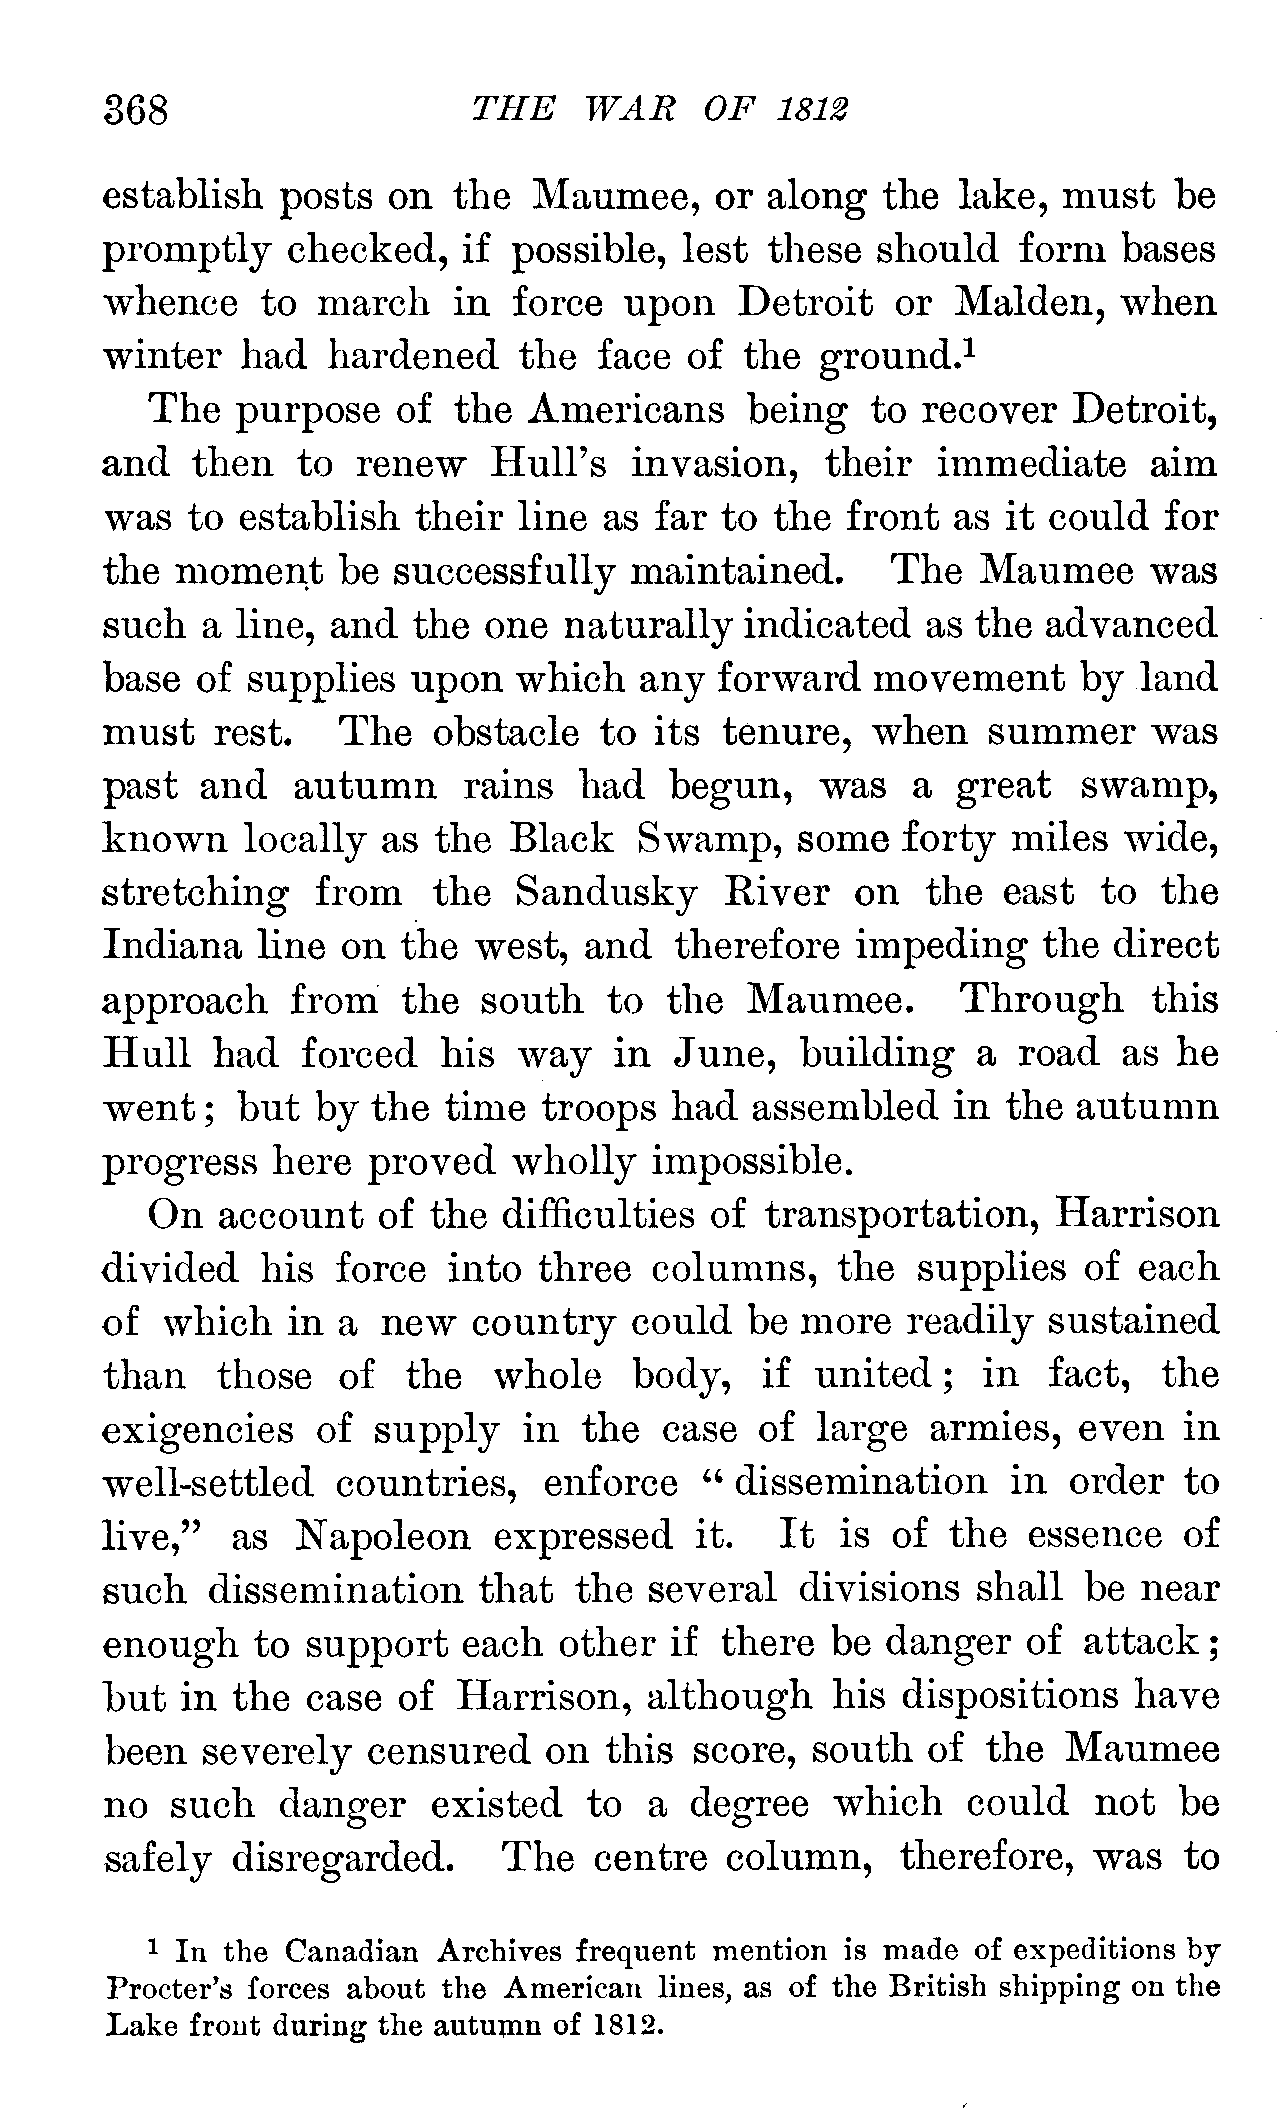 368 THE WAR OF 1812
establish posts on the Maumee, or along the lake, must be
promptly checked, if possible, lest these should form bases
whence to march in force upon Detroit or Malden, when
winter had hardened the face of the ground.¹
The purpose of the Americans being to recover Detroit,
and then to renew Hull's invasion, their immediate aim
was to establish their line as far to the front as it could for
the moment be successfully maintained. The Maumee was
such a line, and the one naturally indicated as the advanced
base of supplies upon which any forward movement by land
must rest. The obstacle to its tenure, when summer was
past and autumn rains had begun, was a great swamp,
known locally as the Black Swamp, some forty miles wide,
stretching from the Sandusky River on the east to the
Indiana line on the west, and therefore impeding the direct
approach from the south to the Maumee. Through this
Hull had forced his way in June, building a road as he
went; but by the time troops had assembled in the autumn
progress here proved wholly impossible.
On account of the difficulties of transportation, Harrison
divided his force into three columns, the supplies of each
of which in a new country could be more readily sustained
than those of the whole body, if united; in fact, the
exigencies of supply in the case of large armies, even in
well-settled countries, enforce "dissemination in order to
live," as Napoleon expressed it. It is of the essence of
such dissemination that the several divisions shall be near
enough to support each other if there be danger of attack;
but in the case of Harrison, although his dispositions have
been severely censured on this score, south of the Maumee
no such danger existed to a degree which could not be
safely disregarded. The centre column, therefore, was to
¹ In the Canadian Archives frequent mention is made of expeditions by
Procter's forces about the American lines, as of the British shipping on the
Lake front during the autumn of 1812.